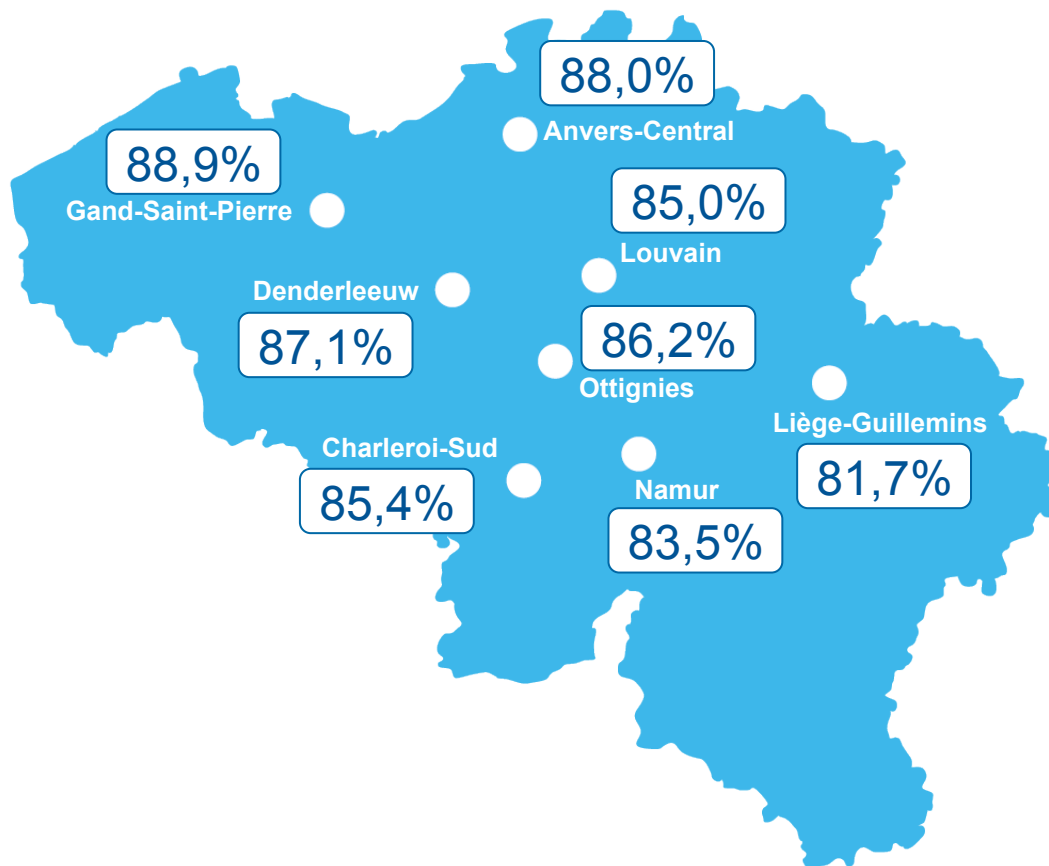 88,0%
Anvers-Central
88,9%
Gand-Saint-Pierre
85,0%
Louvain
Denderleeuw
87,1%
86,2%
Ottignies
Liège-Guillemins
81,7%
Charleroi-Sud
85,4%
Namur
83,5%